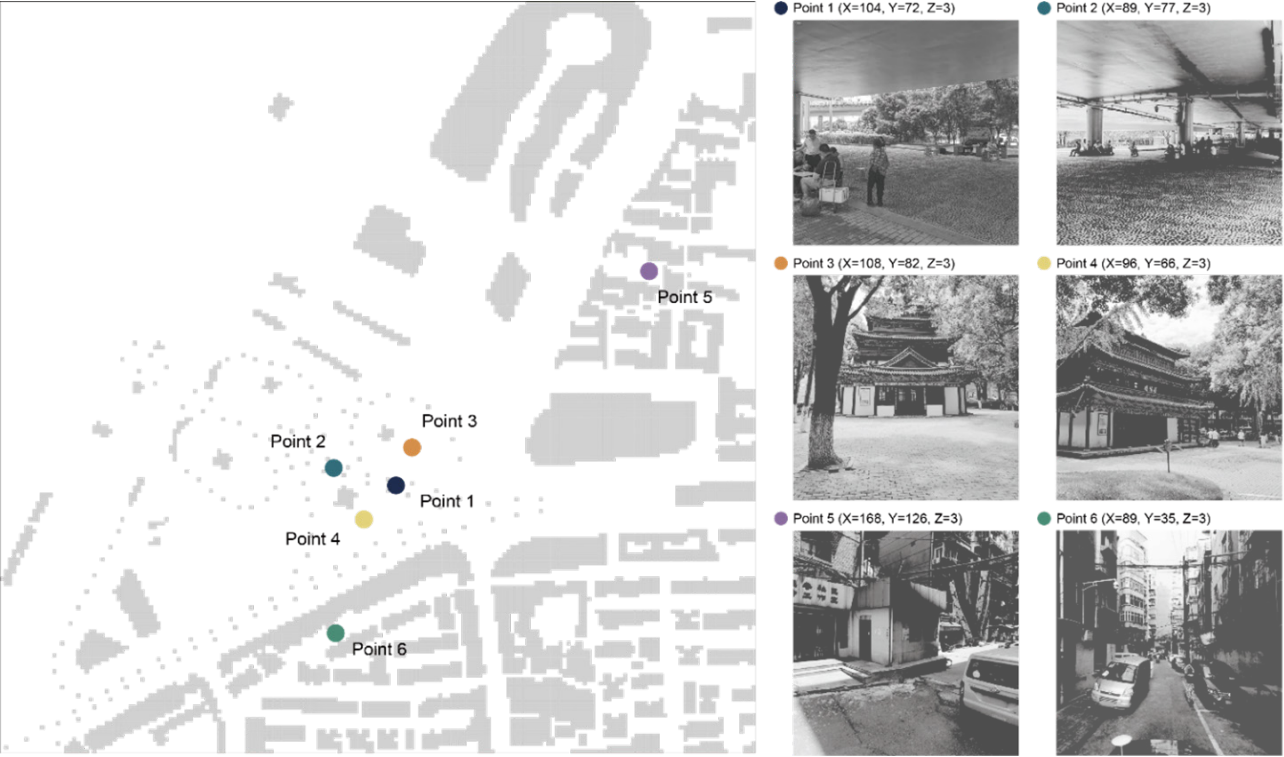 Point 1 (X=104, Y=72, Z=3)
Point 2 (X=89, Y=77, Z=3)
Point 3 (X=108, Y=82, Z=3)
Point 4 (X=96, Y=66, Z=3)
Point 5 (X=168, Y=126, Z=3)
Point 6 (X=89, Y=35, Z=3)
Point 5
Point 3
Point 2
Point 1
Point 4
Point 6